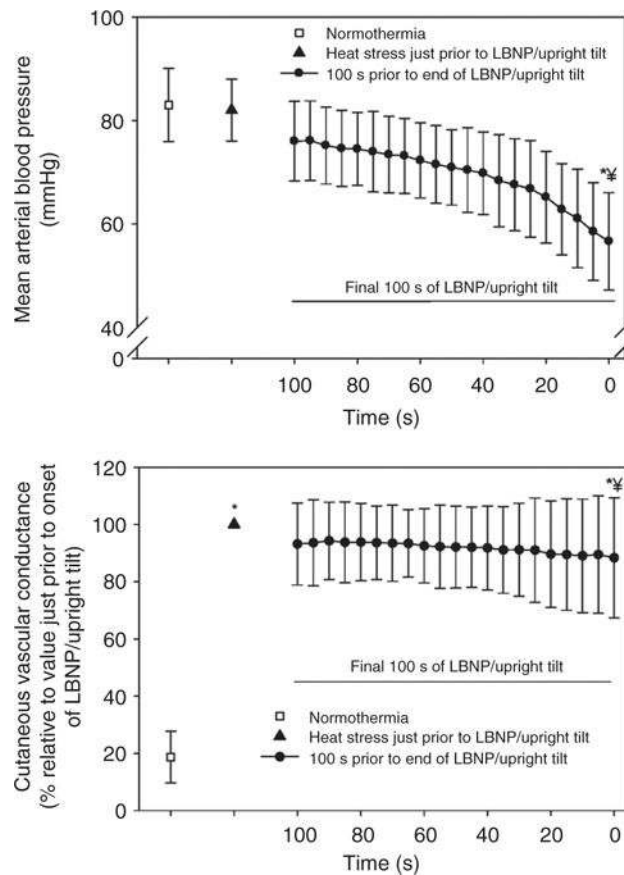 100
□ Normothermia
▲ Heat stress just prior to LBNP/upright tilt
● 100 s prior to end of LBNP/upright tilt
Mean arterial blood pressure
(mmHg)
80
*¥
60
Final 100 s of LBNP/upright tilt
40
0
100 80 60 40 20 0
Time (s)
120
*¥
*
100
Cutaneous vascular conductance
(% relative to value just prior to onset
of LBNP/upright tilt)
80
60
Final 100 s of LBNP/upright tilt
40
□ Normothermia
▲ Heat stress just prior to LBNP/upright tilt
● 100 s prior to end of LBNP/upright tilt
20
0
100 80 60 40 20 0
Time (s)